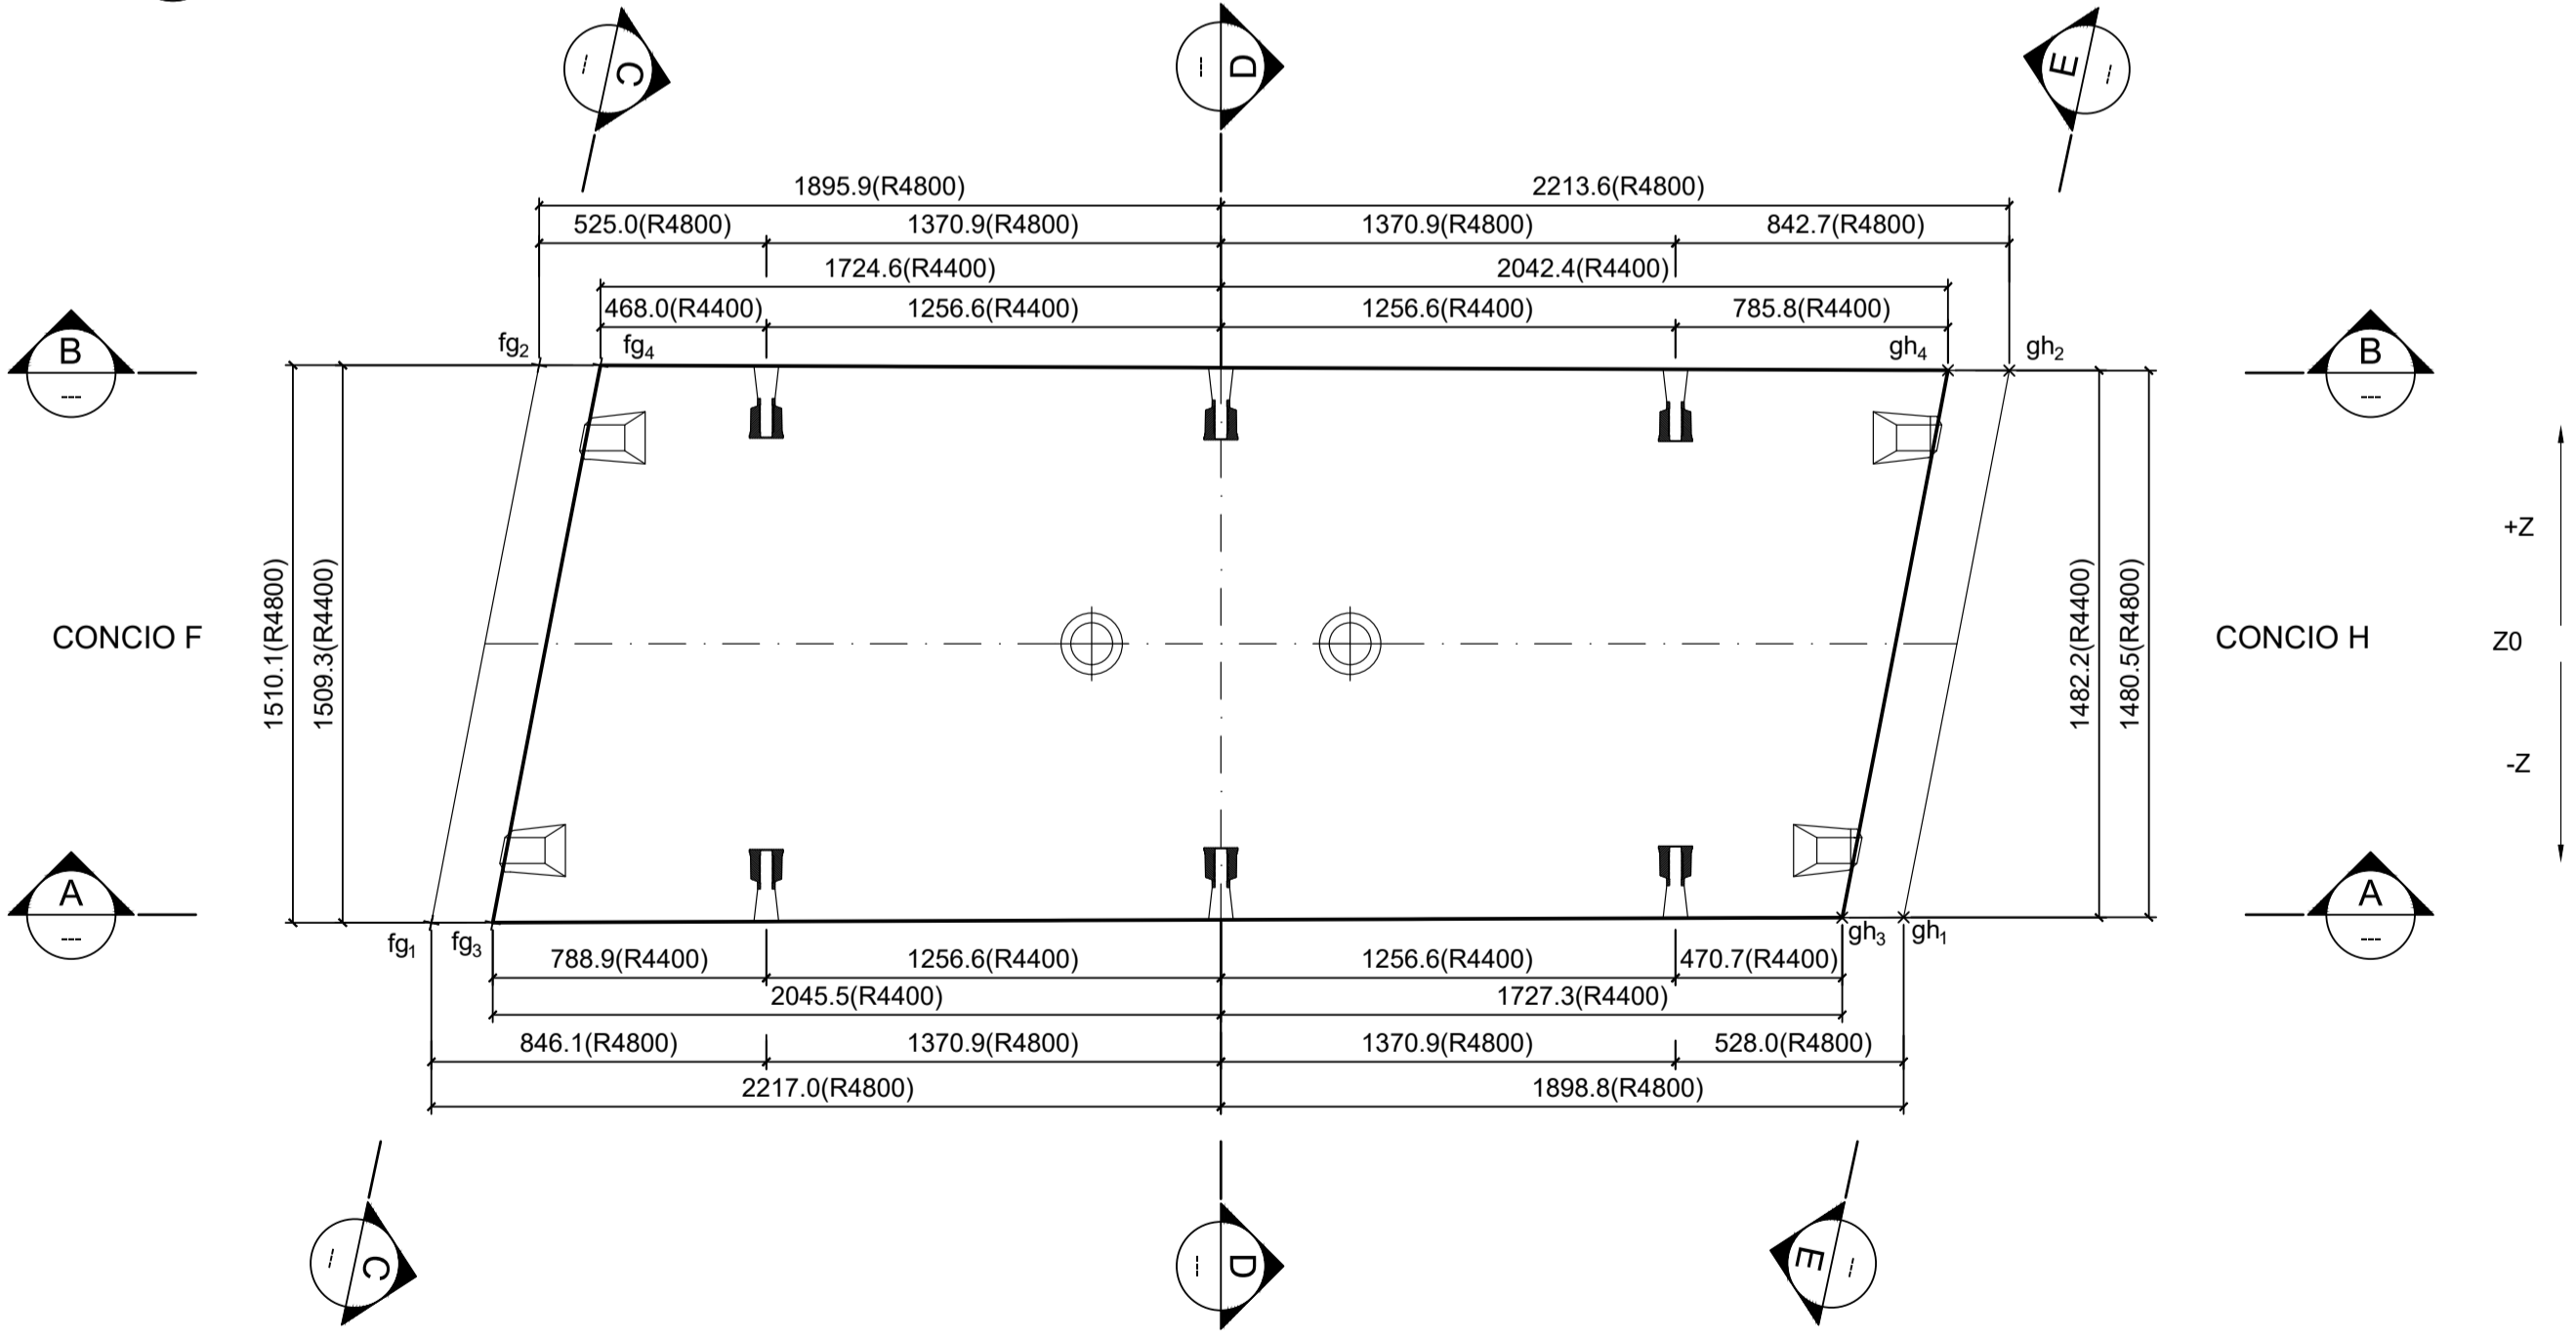 C
---
D
---
E
---
1895.9(R4800)
2213.6(R4800)
525.0(R4800)
1370.9(R4800)
1370.9(R4800)
842.7(R4800)
1724.6(R4400)
2042.4(R4400)
468.0(R4400)
1256.6(R4400)
1256.6(R4400)
785.8(R4400)
B
---
fg2
fg4
gh4
gh2
B
---
+Z
CONCIO F
1510.1(R4800)
1509.3(R4400)
1482.2(R4400)
1480.5(R4800)
CONCIO H
Z0
-Z
A
---
A
---
fg1
fg3
gh3
gh1
788.9(R4400)
1256.6(R4400)
1256.6(R4400)
470.7(R4400)
2045.5(R4400)
1727.3(R4400)
846.1(R4800)
1370.9(R4800)
1370.9(R4800)
528.0(R4800)
2217.0(R4800)
1898.8(R4800)
C
---
D
---
E
---